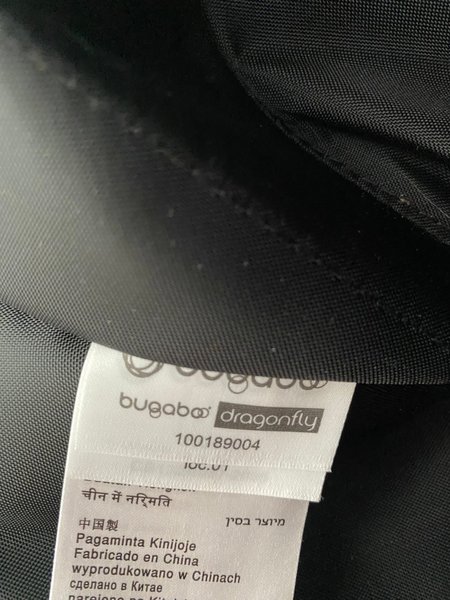 bugaboo
bugaboo dragonfly
100189004
चीन में निर्मिति
מיוצר בסין
中国製
Pagaminta Kinijoje
Fabricado en China
wyprodukowano w Chinach
сделано в Китае